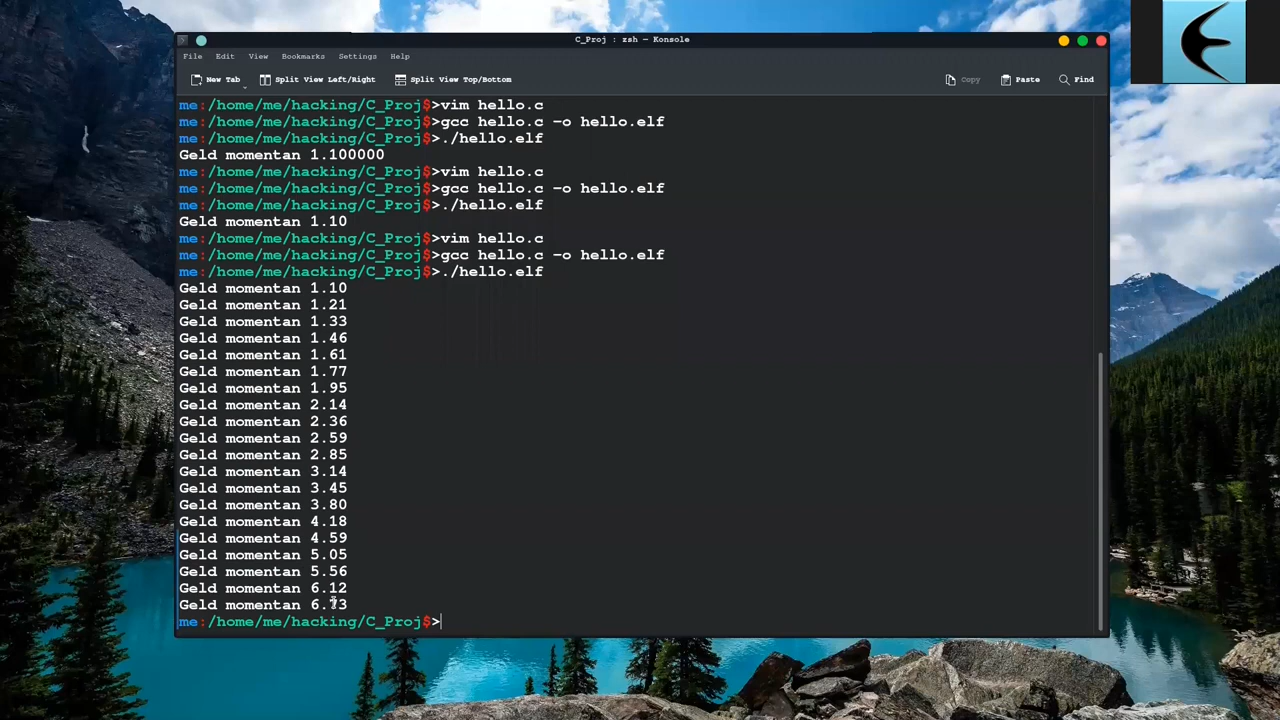 C_Proj : zsh — Konsole
File Edit View Bookmarks Settings Help
New Tab Split View Left/Right Split View Top/Bottom Copy Paste Find
me:/home/me/hacking/C_Proj$>vim hello.c
me:/home/me/hacking/C_Proj$>gcc hello.c -o hello.elf
me:/home/me/hacking/C_Proj$>./hello.elf
Geld momentan 1.100000
me:/home/me/hacking/C_Proj$>vim hello.c
me:/home/me/hacking/C_Proj$>gcc hello.c -o hello.elf
me:/home/me/hacking/C_Proj$>./hello.elf
Geld momentan 1.10
me:/home/me/hacking/C_Proj$>vim hello.c
me:/home/me/hacking/C_Proj$>gcc hello.c -o hello.elf
me:/home/me/hacking/C_Proj$>./hello.elf
Geld momentan 1.10
Geld momentan 1.21
Geld momentan 1.33
Geld momentan 1.46
Geld momentan 1.61
Geld momentan 1.77
Geld momentan 1.95
Geld momentan 2.14
Geld momentan 2.36
Geld momentan 2.59
Geld momentan 2.85
Geld momentan 3.14
Geld momentan 3.45
Geld momentan 3.80
Geld momentan 4.18
Geld momentan 4.59
Geld momentan 5.05
Geld momentan 5.56
Geld momentan 6.12
Geld momentan 6.73
me:/home/me/hacking/C_Proj$>